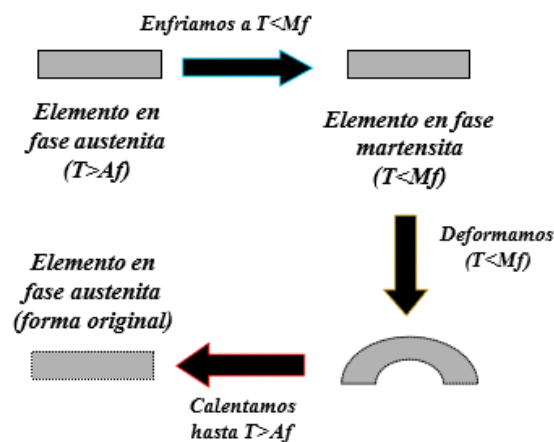 Enfriamos a T<Mf
Elemento en
fase austenita
(T>Af)
Elemento en fase
martensita
(T<Mf)
Deformamos
(T<Mf)
Elemento en
fase austenita
(forma original)
Calentamos
hasta T>Af